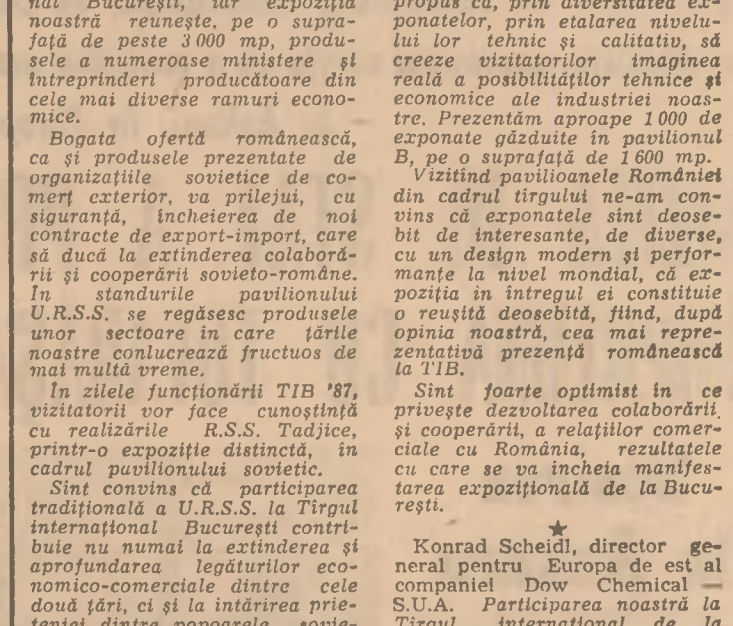 nal București, iar expoziția
noastră reunește, pe o supra-
față de peste 3 000 mp, produ-
sele a numeroase ministere și
întreprinderi producătoare din
cele mai diverse ramuri econo-
mice.
Bogata ofertă românească,
ca și produsele prezentate de
organizațiile sovietice de co-
merț exterior, va prilejui, cu
siguranță, încheierea de noi
contracte de export-import, care
să ducă la extinderea colabora-
rii și cooperării sovieto-române.
În standurile pavilionului
U.R.S.S. se regăsesc produsele
unor sectoare în care țările
noastre conlucrează fructuos de
mai multă vreme.
În zilele funcționării TIB '87,
vizitatorii vor face cunoștință
cu realizările R.S.S. Tadjice,
printr-o expoziție distinctă, în
cadrul pavilionului sovietic.
Sînt convins că participarea
tradițională a U.R.S.S. la Tîrgul
internațional București contri-
buie nu numai la extinderea și
aprofundarea legăturilor eco-
nomico-comerciale dintre cele
două țări, ci și la întărirea prie-
teniei dintre popoarele sovie-
propus ca, prin diversitatea ex-
ponatelor, prin etalarea nivelu-
lui lor tehnic și calitativ, să
creeze vizitatorilor imaginea
reală a posibilităților tehnice și
economice ale industriei noas-
tre. Prezentăm aproape 1 000 de
exponate găzduite în pavilionul
B, pe o suprafață de 1 600 mp.
Vizitînd pavilioanele României
din cadrul tîrgului ne-am con-
vins că exponatele sînt deose-
bit de interesante, de diverse,
cu un design modern și perfor-
manțe la nivel mondial, că ex-
poziția în întregul ei constituie
o reușită deosebită, fiind, după
opinia noastră, cea mai repre-
zentativă prezență românească
la TIB.
Sînt foarte optimist în ce
privește dezvoltarea colaborării
și cooperării, a relațiilor comer-
ciale cu România, rezultatele
cu care se va încheia manifes-
tarea expozițională de la Bucu-
rești.
★
Konrad Scheidl, director ge-
neral pentru Europa de est al
companiei Dow Chemical —
S.U.A. Participarea noastră la
Tîrgul internațional de la